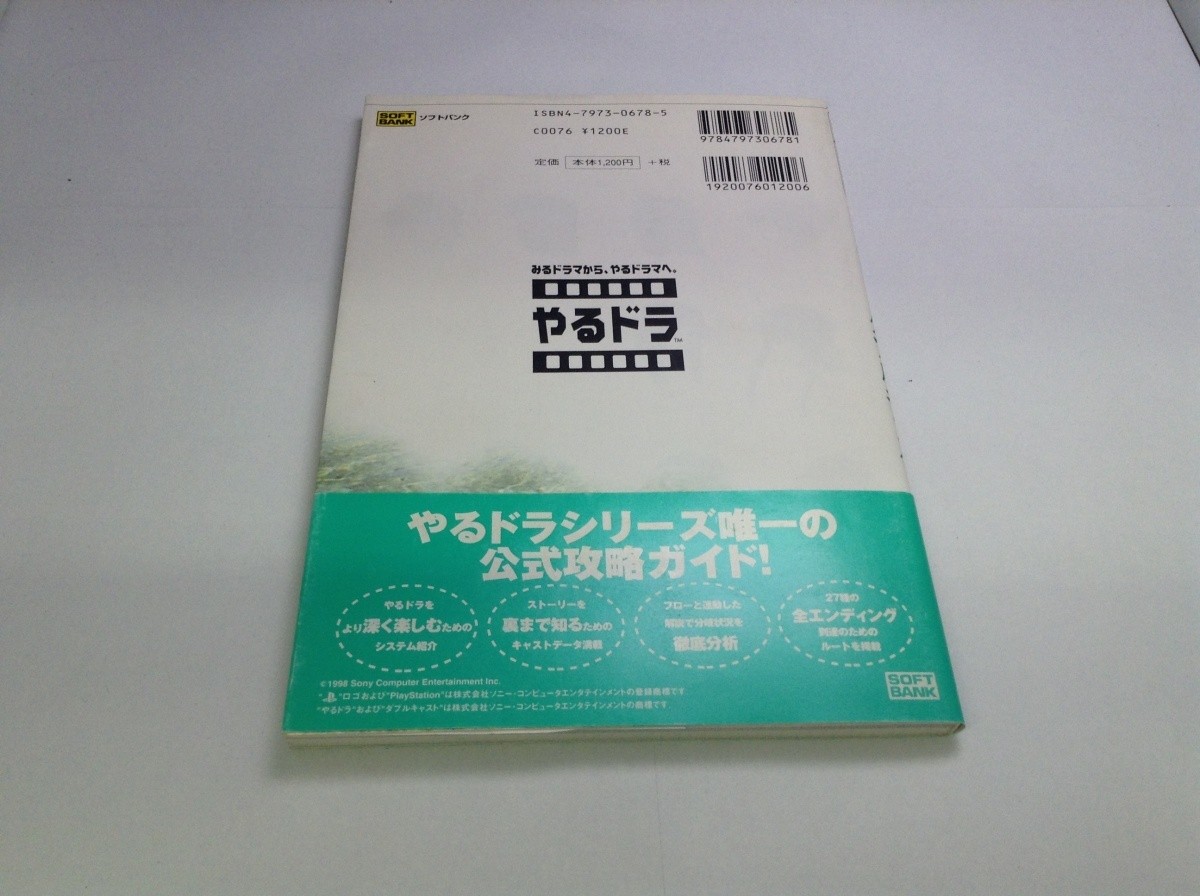 SOFT BANK ソフトバンク
ISBN4-7973-0678-5
C0076 ¥1200E
定価 本体1,200円 +税
9784797306781
1920076012006
みるドラマから、やるドラマへ。
やるドラ™
やるドラシリーズ唯一の
公式攻略ガイド!
やるドラを
より深く楽しむための
システム紹介
ストーリーを
裏まで知るための
キャストデータ満載
フローと連動した
解説で分岐状況を
徹底分析
27種の
全エンディング
到達のための
ルートを掲載
©1998 Sony Computer Entertainment Inc.
"ロゴおよび"PlayStation"は株式会社ソニー・コンピュータエンタテインメントの登録商標です
"やるドラ"および"ダブルキャスト"は株式会社ソニー・コンピュータエンタテインメントの商標です
SOFT
BANK